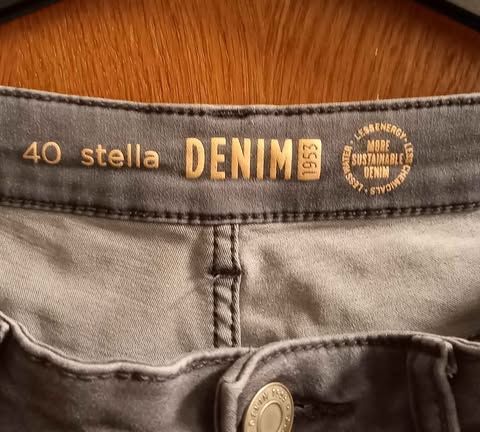 40 stella DENIM 1953
LESS ENERGY • LESS CHEMICALS • LESS WATER •
MORE
SUSTAINABLE
DENIM